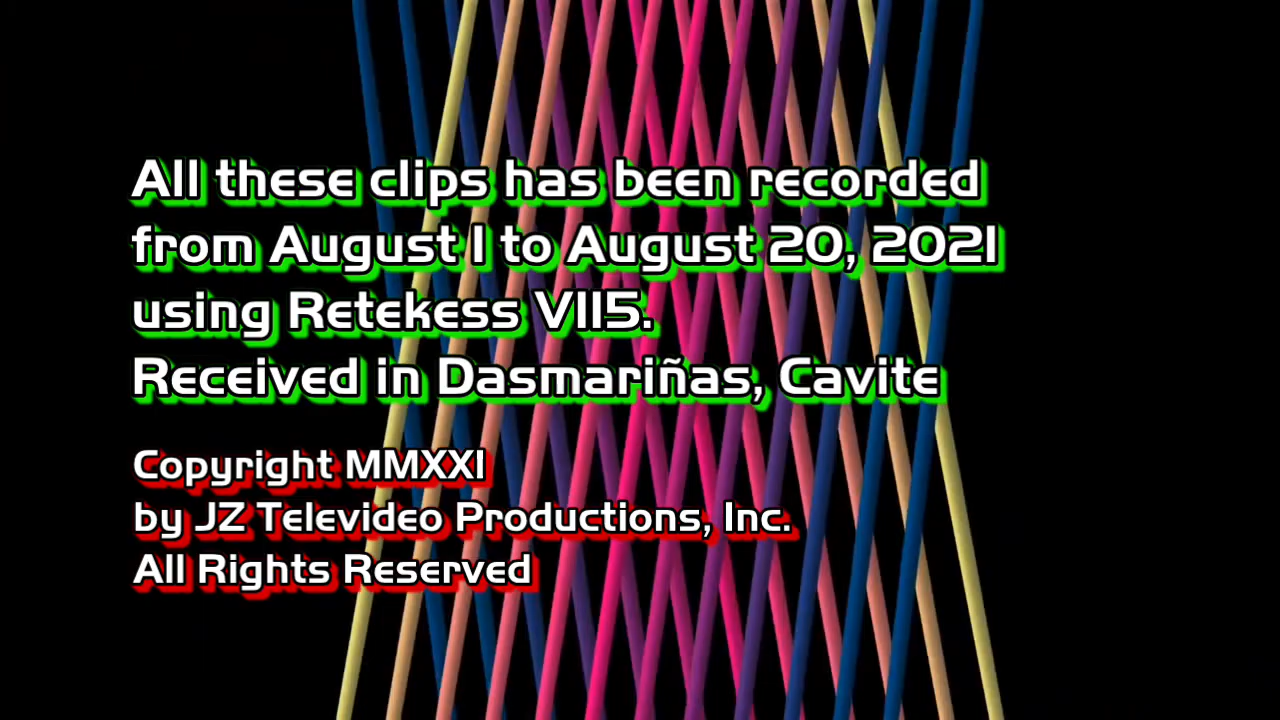 All these clips has been recorded
from August 1 to August 20, 2021
using Retekess V115.
Received in Dasmariñas, Cavite
Copyright MMXXI
by JZ Televideo Productions, Inc.
All Rights Reserved